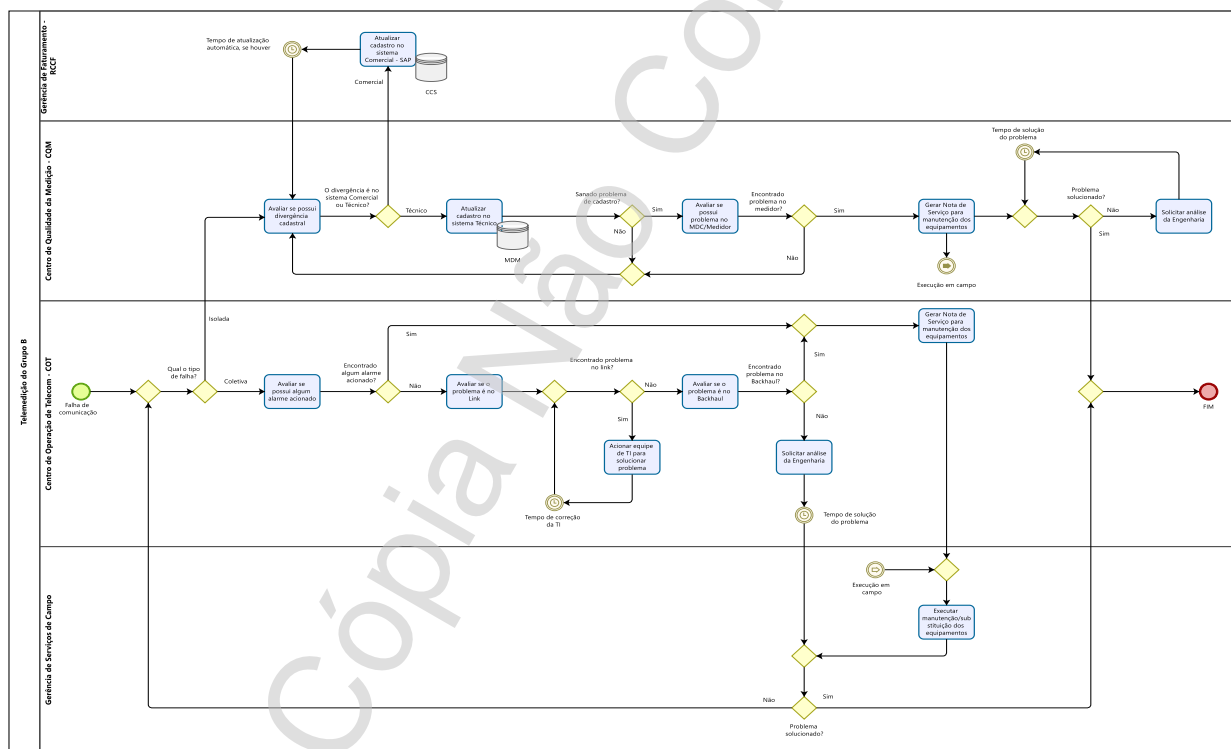 Telemedição do Grupo B
Gerência de Faturamento -
RCCF
Tempo de atualização
automática, se houver
Atualizar
cadastro no
sistema
Comercial - SAP
CCS
Comercial
Centro de Qualidade da Medição - CQM
Avaliar se possui
divergência
cadastral
O divergência é no
sistema Comercial
ou Técnico?
Técnico
Atualizar
cadastro no
sistema Técnico
MDM
Sanado problema
de cadastro?
Sim
Não
Avaliar se
possui
problema no
MDC/Medidor
Encontrado
problema no
medidor?
Sim
Não
Gerar Nota de
Serviço para
manutenção dos
equipamentos
Execução em campo
Tempo de solução
do problema
Problema
solucionado?
Não
Sim
Solicitar análise
da Engenharia
Centro de Operação de Telecom - COT
Falha de
comunicação
Qual o tipo
de falha?
Isolada
Coletiva
Avaliar se
possui algum
alarme acionado
Encontrado
algum alarme
acionado?
Sim
Não
Avaliar se o
problema é no
Link
Encontrado problema
no link?
Não
Sim
Acionar equipe
de TI para
solucionar
problema
Tempo de correção
da TI
Avaliar se o
problema é no
Backhaul
Encontrado
problema no
Backhaul?
Sim
Não
Solicitar análise
da Engenharia
Tempo de solução
do problema
Gerar Nota de
Serviço para
manutenção dos
equipamentos
FIM
Gerência de Serviços de Campo
Execução em
campo
Executar
manutenção/sub
stituição dos
equipamentos
Não
Sim
Problema
solucionado?
Cópia Não Co